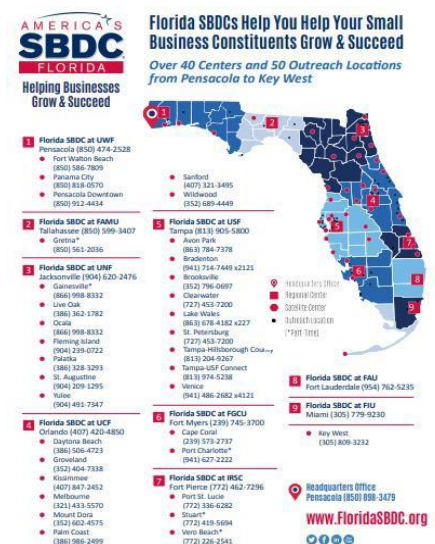 AMERICA'S
SBDC
FLORIDA
Helping Businesses
Grow & Succeed
Florida SBDCs Help You Help Your Small
Business Constituents Grow & Succeed
Over 40 Centers and 50 Outreach Locations
from Pensacola to Key West
1 Florida SBDC at UWF
Pensacola (850) 474-2528
Fort Walton Beach
(850) 586-7809
Panama City
(850) 818-0570
Pensacola Downtown
(850) 912-4434
2 Florida SBDC at FAMU
Tallahassee (850) 599-3407
Gretna*
(850) 561-2036
3 Florida SBDC at UNF
Jacksonville (904) 620-2476
Gainesville*
(866) 998-8332
Live Oak
(386) 362-1782
Ocala
(866) 998-8332
Fleming Island
(904) 239-0722
Palatka
(386) 328-3293
St. Augustine
(904) 209-1295
Yulee
(904) 491-7347
4 Florida SBDC at UCF
Orlando (407) 420-4850
Daytona Beach
(386) 506-4723
Groveland
(352) 404-7338
Kissimmee
(407) 847-2452
Melbourne
(321) 433-5570
Mount Dora
(352) 602-4575
Palm Coast
(386) 986-2499
Sanford
(407) 321-3495
Wildwood
(352) 689-4449
5 Florida SBDC at USF
Tampa (813) 905-5800
Avon Park
(863) 784-7378
Bradenton
(941) 714-7449 x2121
Brooksville
(352) 796-0697
Clearwater
(727) 453-7200
Lake Wales
(863) 678-4182 x227
St. Petersburg
(727) 453-7200
Tampa-Hillsborough County
(813) 204-9267
Tampa-USF Connect
(813) 974-5238
Venice
(941) 486-2682 x4121
6 Florida SBDC at FGCU
Fort Myers (239) 745-3700
Cape Coral
(239) 573-2737
Port Charlotte*
(941) 627-2222
7 Florida SBDC at IRSC
Fort Pierce (772) 462-7296
Port St. Lucie
(772) 336-6282
Stuart*
(772) 419-5694
Vero Beach*
(772) 226-2541
1
2
3
4
5
6
7
8
9
Headquarters Office
Regional Center
Satellite Center
Outreach Location
(*Part-Time)
8 Florida SBDC at FAU
Fort Lauderdale (954) 762-5235
9 Florida SBDC at FIU
Miami (305) 779-9230
Key West
(305) 809-3232
Headquarters Office
Pensacola (850) 898-3479
www.FloridaSBDC.org